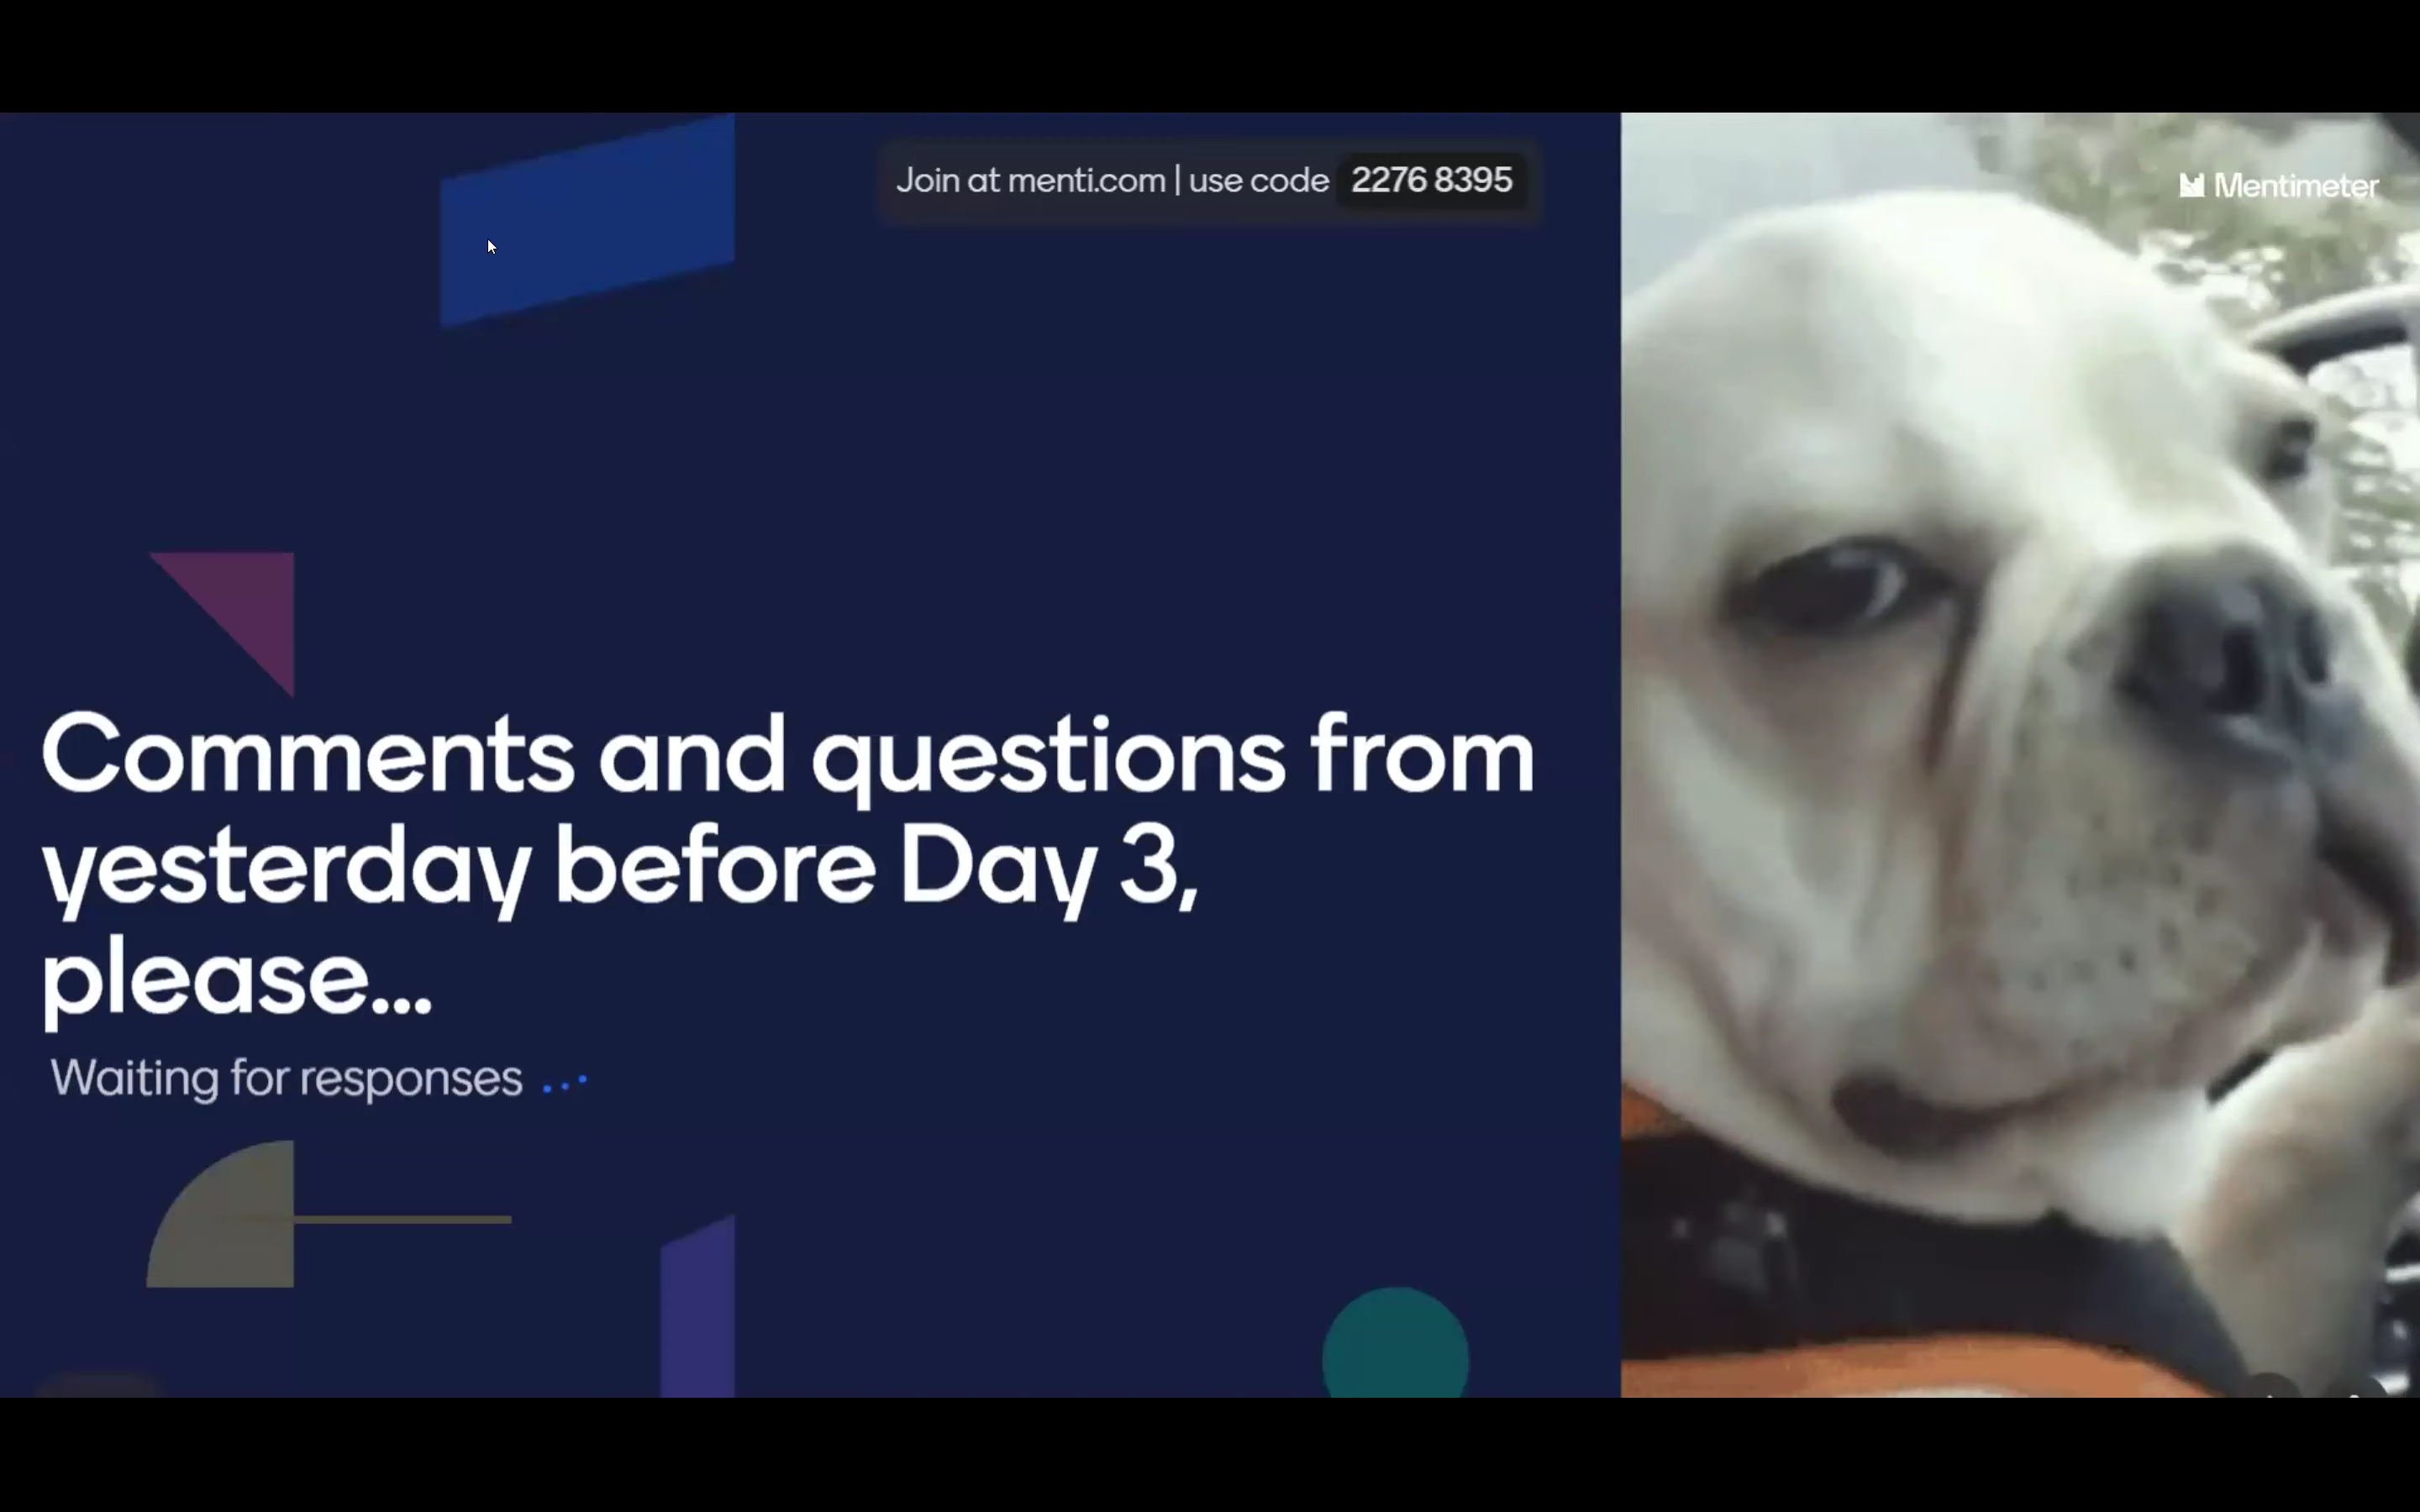 Join at menti.com | use code 2276 8395
Mentimeter
Comments and questions from
yesterday before Day 3,
please...
Waiting for responses ...